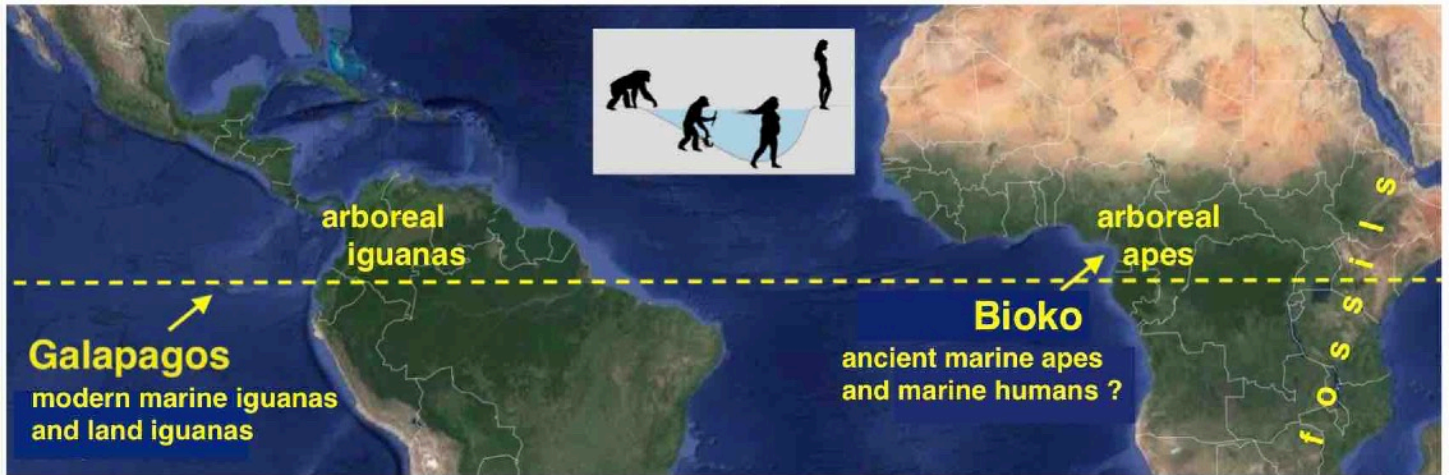 arboreal
iguanas
arboreal
apes
fossils
Galapagos
modern marine iguanas
and land iguanas
Bioko
ancient marine apes
and marine humans ?